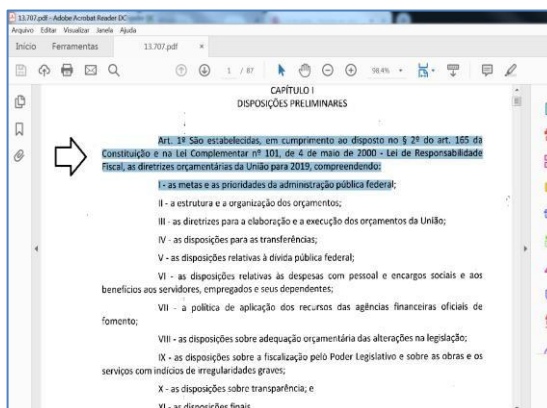 13.707.pdf - Adobe Acrobat Reader DC
Arquivo Editar Visualizar Janela Ajuda
Início Ferramentas 13.707.pdf ×
1 / 87 98,4%
CAPÍTULO I
DISPOSIÇÕES PRELIMINARES
Art. 1º São estabelecidas, em cumprimento ao disposto no § 2º do art. 165 da
Constituição e na Lei Complementar nº 101, de 4 de maio de 2000 - Lei de Responsabilidade
Fiscal, as diretrizes orçamentárias da União para 2019, compreendendo:
I - as metas e as prioridades da administração pública federal;
II - a estrutura e a organização dos orçamentos;
III - as diretrizes para a elaboração e a execução dos orçamentos da União;
IV - as disposições para as transferências;
V - as disposições relativas à dívida pública federal;
VI - as disposições relativas às despesas com pessoal e encargos sociais e aos
benefícios aos servidores, empregados e seus dependentes;
VII - a política de aplicação dos recursos das agências financeiras oficiais de
fomento;
VIII - as disposições sobre adequação orçamentária das alterações na legislação;
IX - as disposições sobre a fiscalização pelo Poder Legislativo e sobre as obras e os
serviços com indícios de irregularidades graves;
X - as disposições sobre transparência; e
XI - as disposições finais